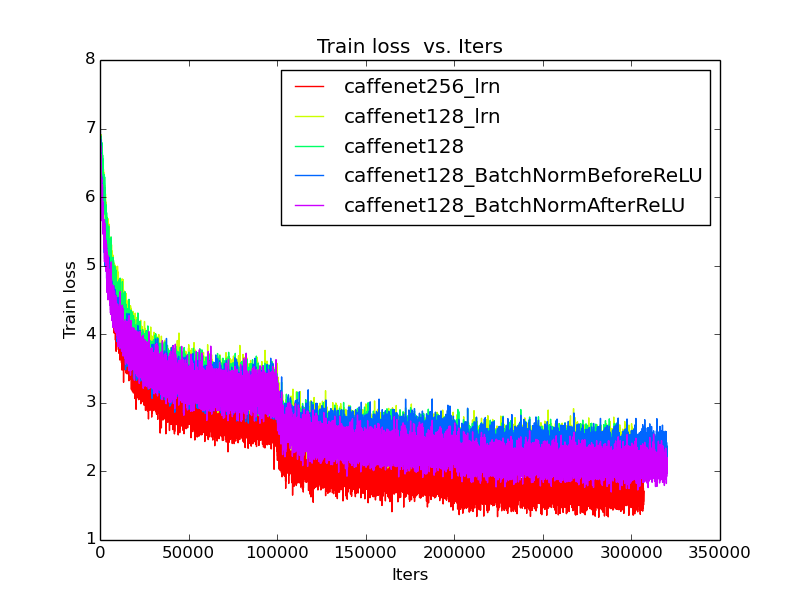 Train loss  vs. Iters
8
7
6
5
4
3
2
1
Train loss
caffenet256_lrn
caffenet128_lrn
caffenet128
caffenet128_BatchNormBeforeReLU
caffenet128_BatchNormAfterReLU
0 50000 100000 150000 200000 250000 300000 350000
Iters